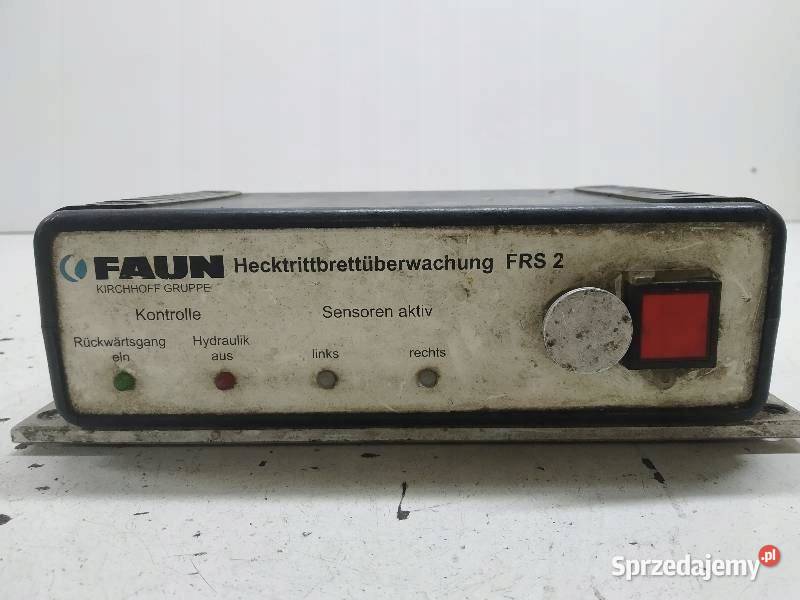 FAUN Hecktrittbrettüberwachung FRS 2
KIRCHHOFF GRUPPE
Kontrolle
Sensoren aktiv
Rückwärtsgang
ein
Hydraulik
aus
links
rechts
Sprzedajemy.pl